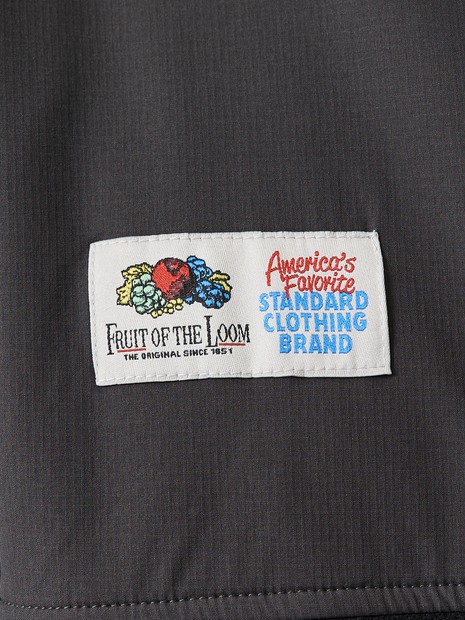 FRUIT OF THE LOOM
THE ORIGINAL SINCE 1851
America's
Favorite
STANDARD
CLOTHING
BRAND